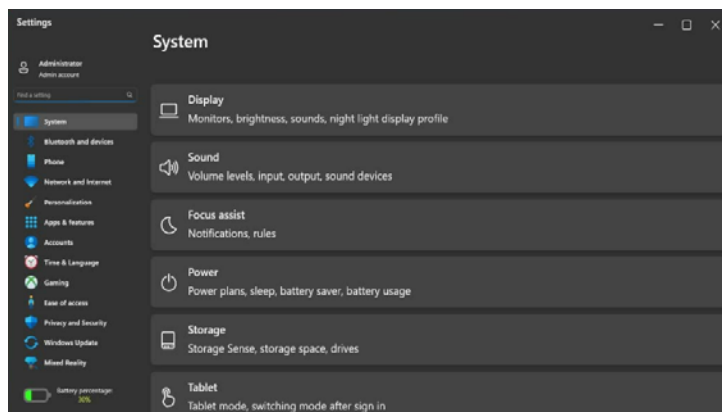 Settings
System
Administrator
Admin account
Find a setting
System
Bluetooth and devices
Phone
Network and Internet
Personalization
Apps & features
Accounts
Time & Language
Gaming
Ease of access
Privacy and Security
Windows Update
Mixed Reality
Battery percentage:
30%
Display
Monitors, brightness, sounds, night light display profile
Sound
Volume levels, input, output, sound devices
Focus assist
Notifications, rules
Power
Power plans, sleep, battery saver, battery usage
Storage
Storage Sense, storage space, drives
Tablet
Tablet mode, switching mode after sign in